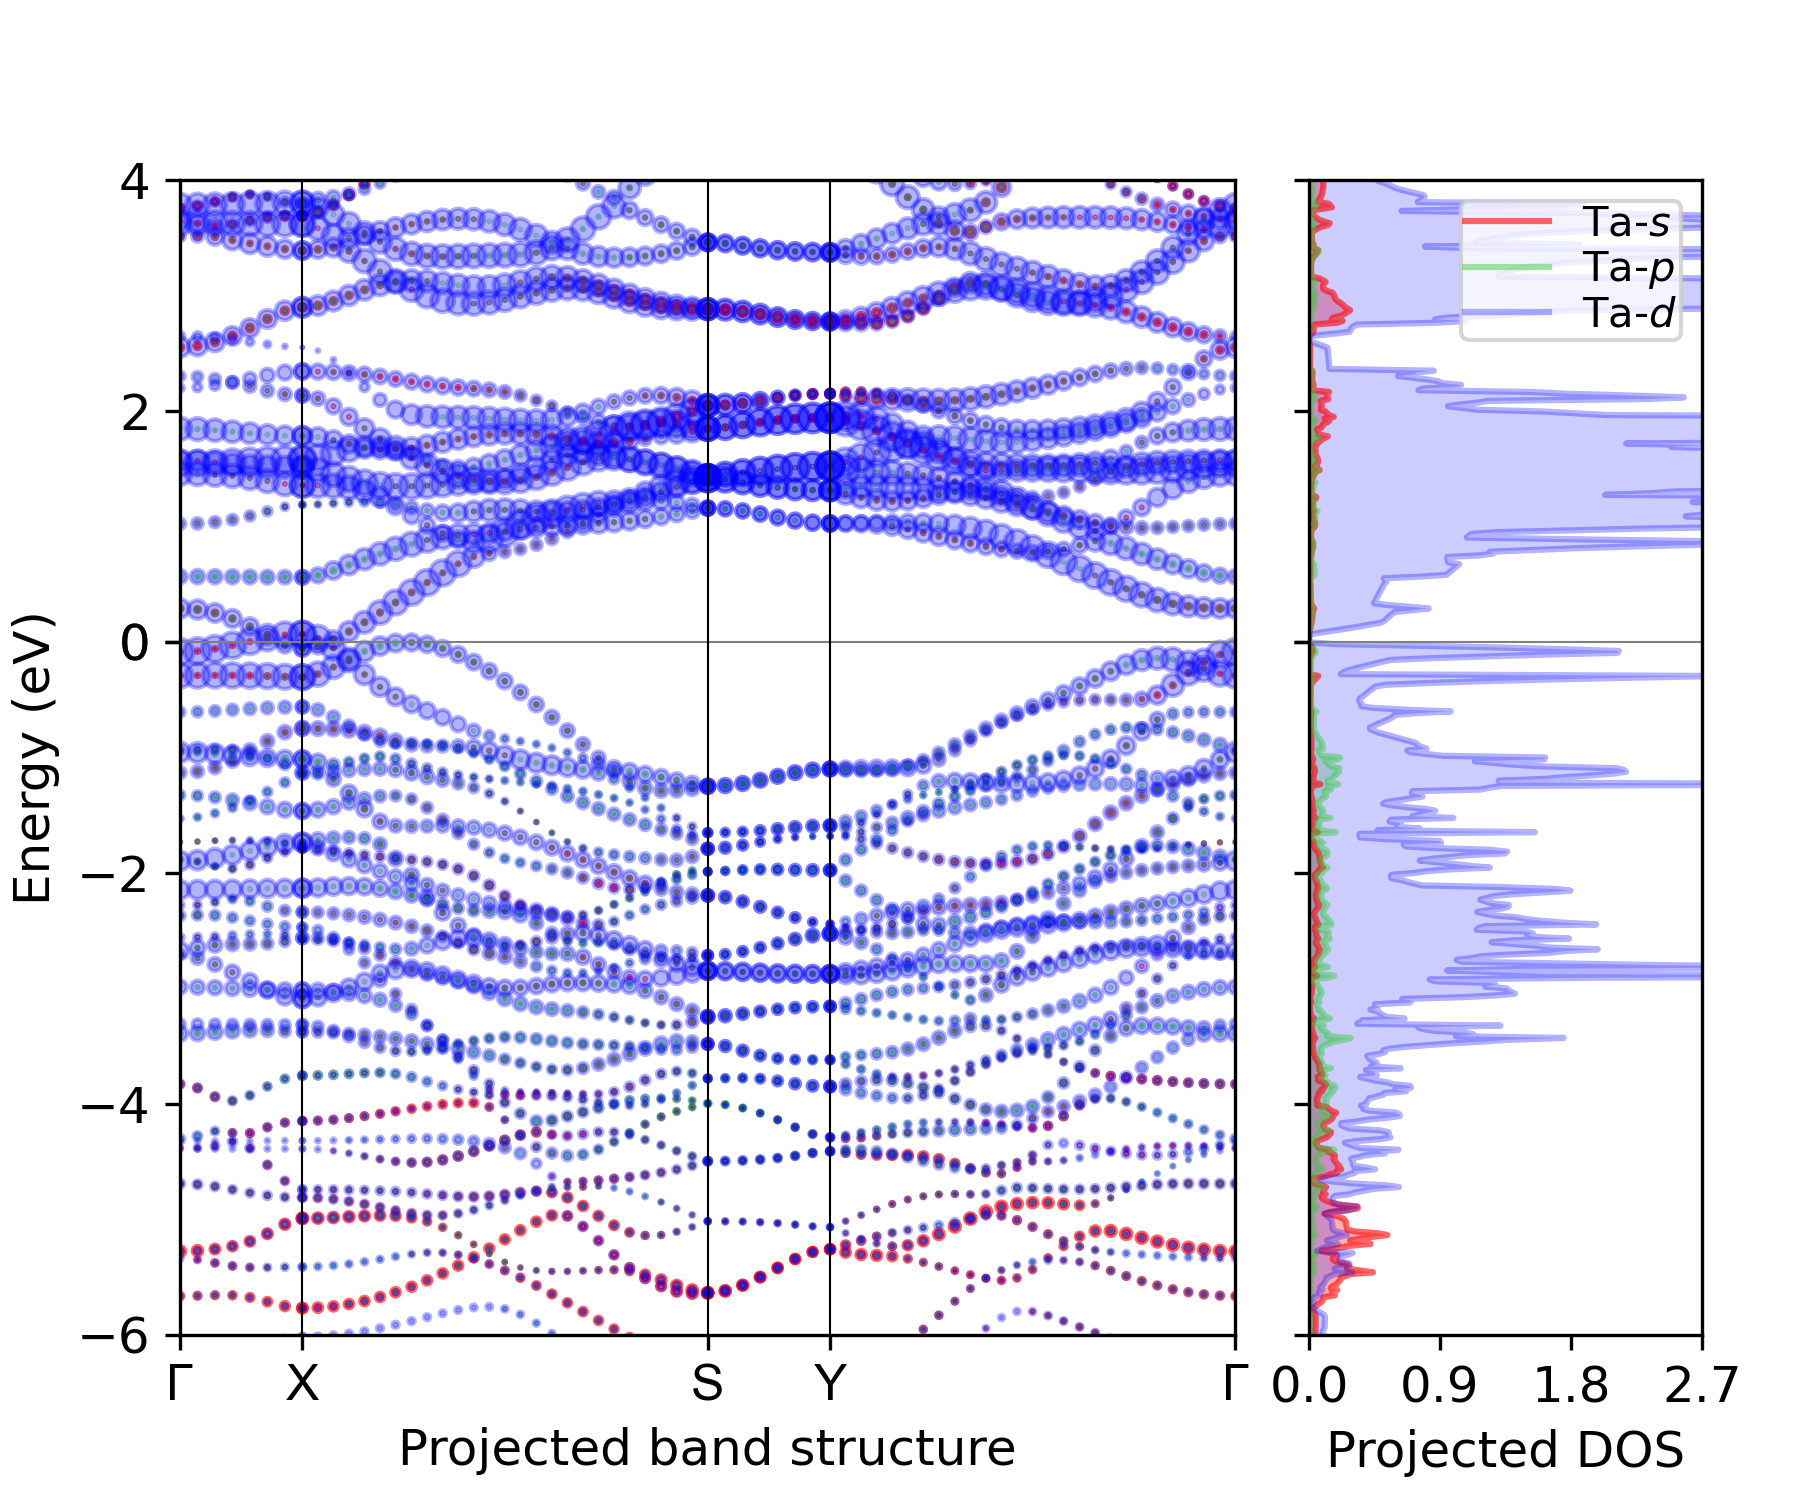 4
2
0
−2
−4
−6
Energy (eV)
Γ X S Y Γ
Projected band structure
Ta-s
Ta-p
Ta-d
0.0 0.9 1.8 2.7
Projected DOS